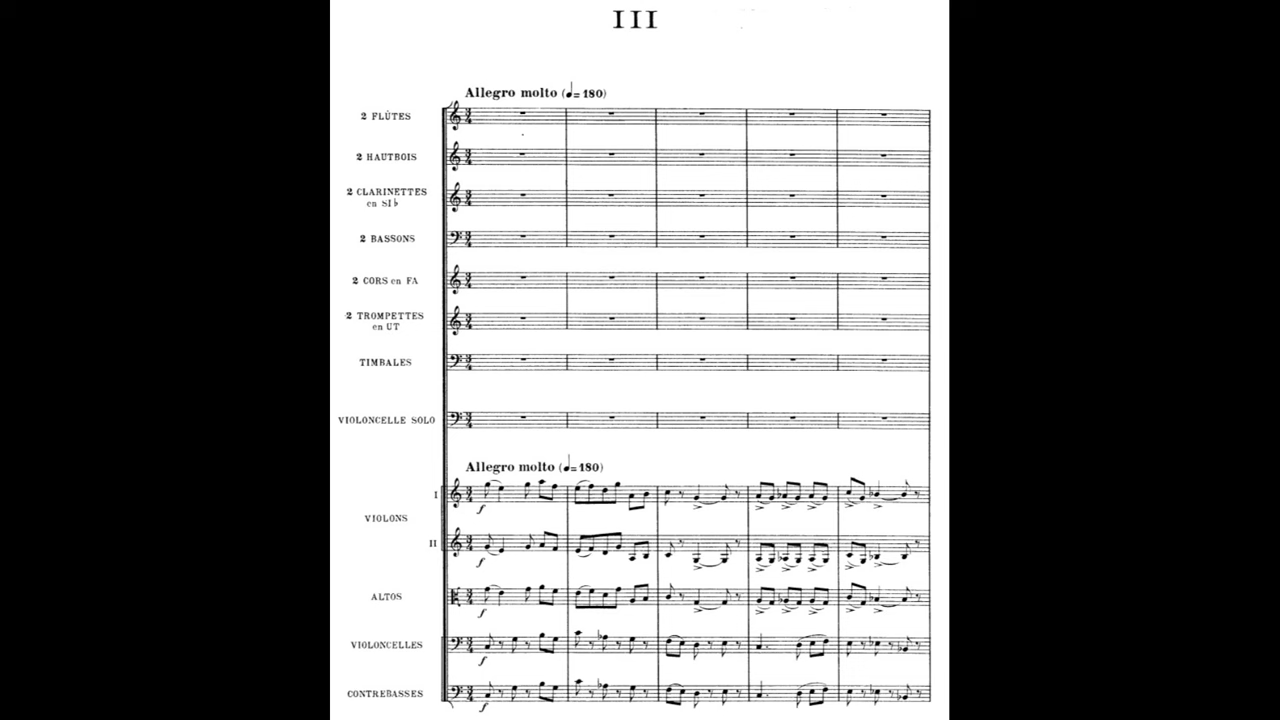 III
Allegro molto (♩=180)
2 FLÛTES
2 HAUTBOIS
2 CLARINETTES
en SI♭
2 BASSONS
2 CORS en FA
2 TROMPETTES
en UT
TIMBALES
VIOLONCELLE SOLO
Allegro molto (♩=180)
I
VIOLONS
II
ALTOS
VIOLONCELLES
CONTREBASSES